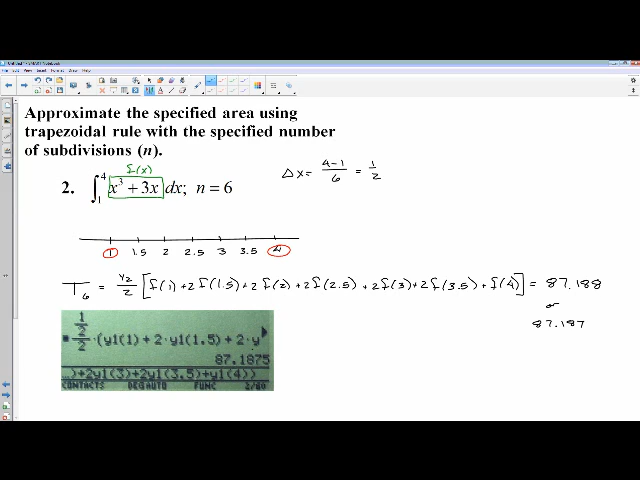 Approximate the specified area using
trapezoidal rule with the specified number
of subdivisions (n).
f(x)
2. ∫₁⁴ x³ + 3x dx; n = 6
Δx = (4-1)/6 = 1/2
1 1.5 2 2.5 3 3.5 4
T₆ = (1/2)/2 [f(1) + 2f(1.5) + 2f(2) + 2f(2.5) + 2f(3) + 2f(3.5) + f(4)] = 87.188
or
87.187
(1/2)/2·(y1(1) + 2·y1(1.5) + 2·y
87.1875
...)+2y1(3)+2y1(3.5)+y1(4))
CONTACTS DEG AUTO FUNC 2/80